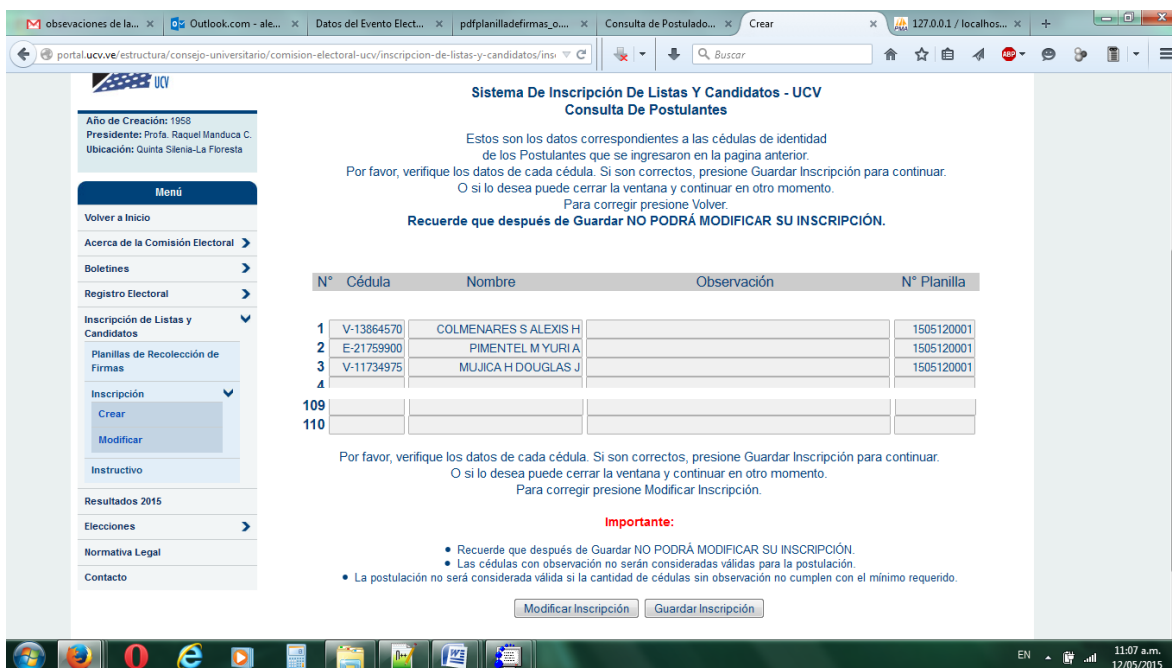 obsevaciones de la...
Outlook.com - ale...
Datos del Evento Elect...
pdfplanilladefirmas_o....
Consulta de Postulado...
Crear
127.0.0.1 / localhos...
portal.ucv.ve/estructura/consejo-universitario/comision-electoral-ucv/inscripcion-de-listas-y-candidatos/ins
Buscar
ABP
UCV
Año de Creación: 1958
Presidente: Profa. Raquel Manduca C.
Ubicación: Quinta Silenia-La Floresta
Menú
Volver a Inicio
Acerca de la Comisión Electoral
Boletines
Registro Electoral
Inscripción de Listas y
Candidatos
Planillas de Recolección de
Firmas
Inscripción
Crear
Modificar
Instructivo
Resultados 2015
Elecciones
Normativa Legal
Contacto
Sistema De Inscripción De Listas Y Candidatos - UCV
Consulta De Postulantes
Estos son los datos correspondientes a las cédulas de identidad
de los Postulantes que se ingresaron en la pagina anterior.
Por favor, verifique los datos de cada cédula. Si son correctos, presione Guardar Inscripción para continuar.
O si lo desea puede cerrar la ventana y continuar en otro momento.
Para corregir presione Volver.
Recuerde que después de Guardar NO PODRÁ MODIFICAR SU INSCRIPCIÓN.
N° Cédula Nombre Observación N° Planilla
1 V-13864570 COLMENARES S ALEXIS H 1505120001
2 E-21759900 PIMENTEL M YURI A 1505120001
3 V-11734975 MUJICA H DOUGLAS J 1505120001
4
109
110
Por favor, verifique los datos de cada cédula. Si son correctos, presione Guardar Inscripción para continuar.
O si lo desea puede cerrar la ventana y continuar en otro momento.
Para corregir presione Modificar Inscripción.
Importante:
• Recuerde que después de Guardar NO PODRÁ MODIFICAR SU INSCRIPCIÓN.
• Las cédulas con observación no serán consideradas válidas para la postulación.
• La postulación no será considerada válida si la cantidad de cédulas sin observación no cumplen con el mínimo requerido.
Modificar Inscripción Guardar Inscripción
EN
11:07 a.m.
12/05/2015